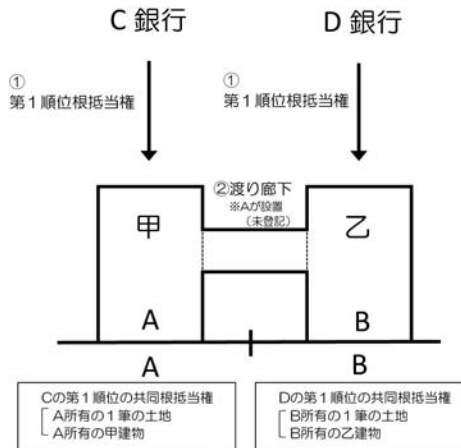 C 銀行
D 銀行
①
第1順位根抵当権
①
第1順位根抵当権
②渡り廊下
※Aが設置
（未登記）
甲
乙
A
B
A
B
Cの第1順位の共同根抵当権
A所有の1筆の土地
A所有の甲建物
Dの第1順位の共同根抵当権
B所有の1筆の土地
B所有の乙建物